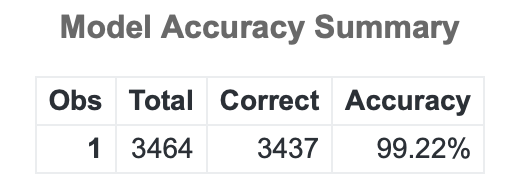 Model Accuracy Summary
Obs Total Correct Accuracy
1 3464 3437 99.22%